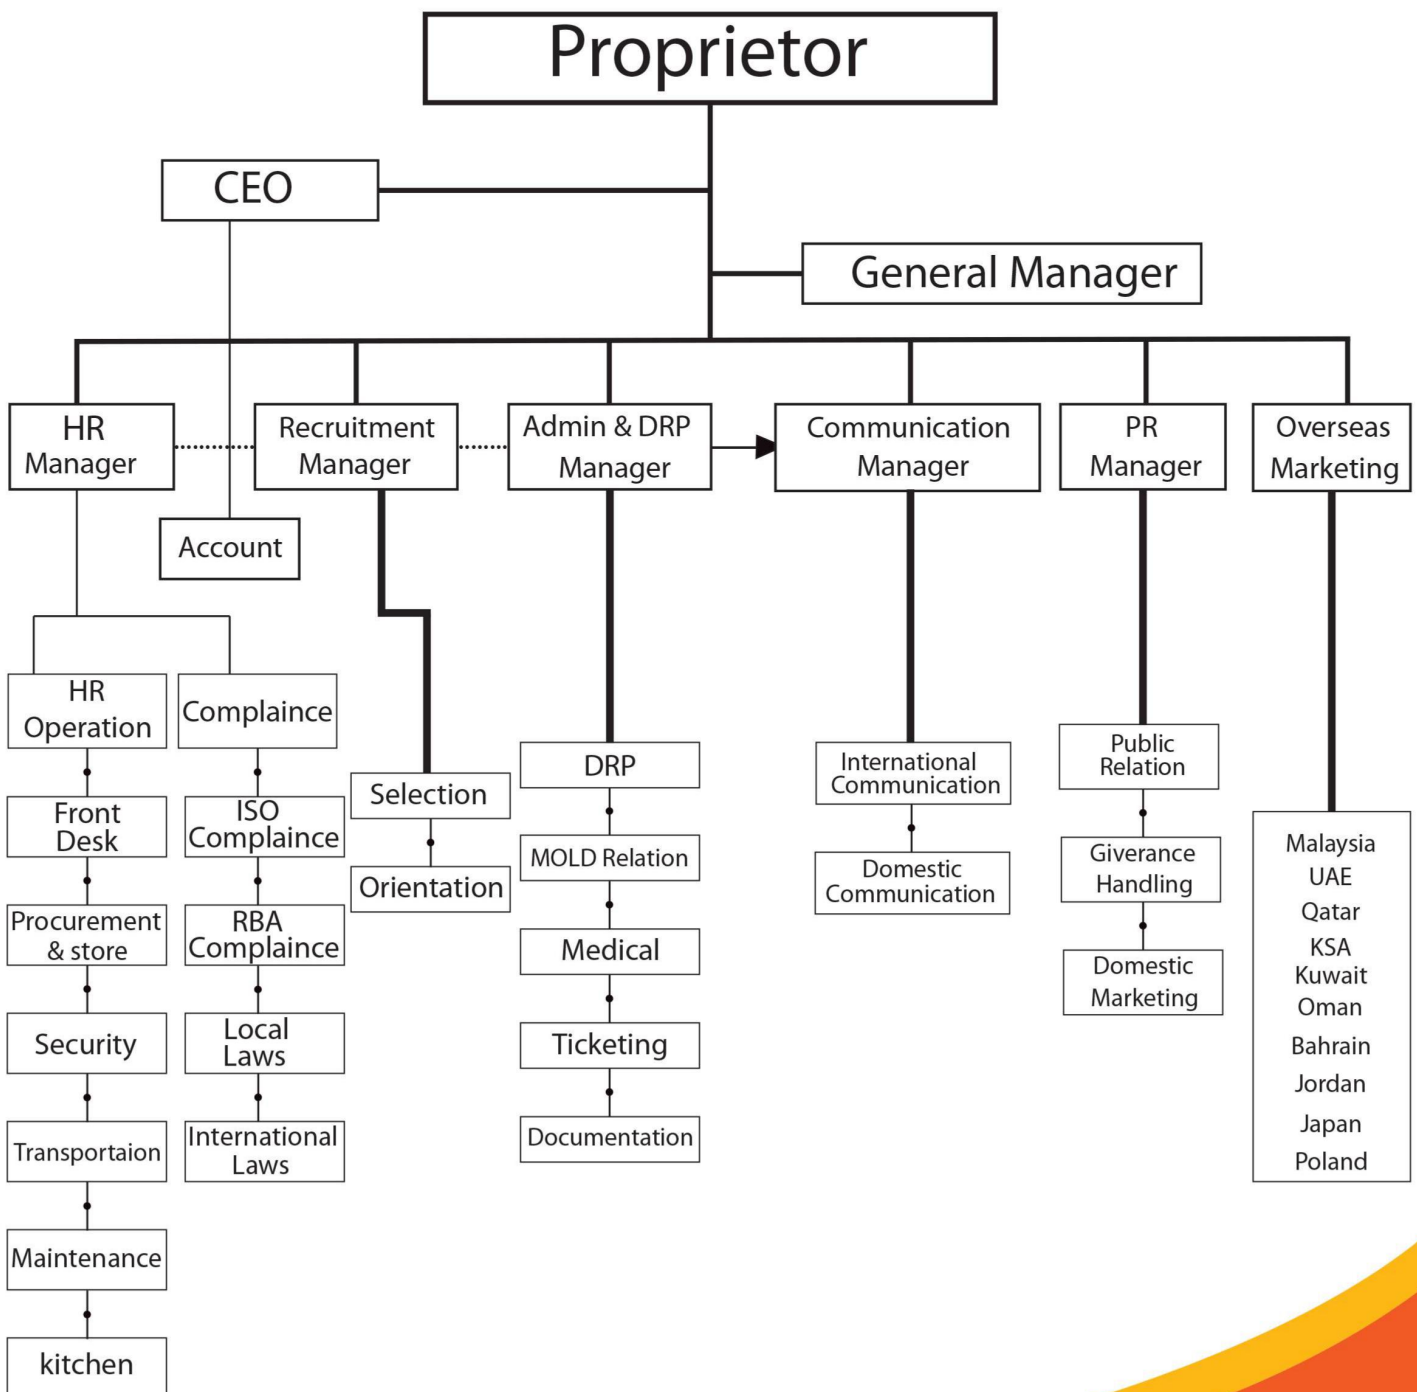 Proprietor
CEO
General Manager
HR
Manager
Recruitment
Manager
Admin & DRP
Manager
Communication
Manager
PR
Manager
Overseas
Marketing
Account
HR
Operation
Front
Desk
Procurement
& store
Security
Transportaion
Maintenance
kitchen
Complaince
ISO
Complaince
RBA
Complaince
Local
Laws
International
Laws
Selection
Orientation
DRP
MOLD Relation
Medical
Ticketing
Documentation
International
Communication
Domestic
Communication
Public
Relation
Giverance
Handling
Domestic
Marketing
Malaysia
UAE
Qatar
KSA
Kuwait
Oman
Bahrain
Jordan
Japan
Poland